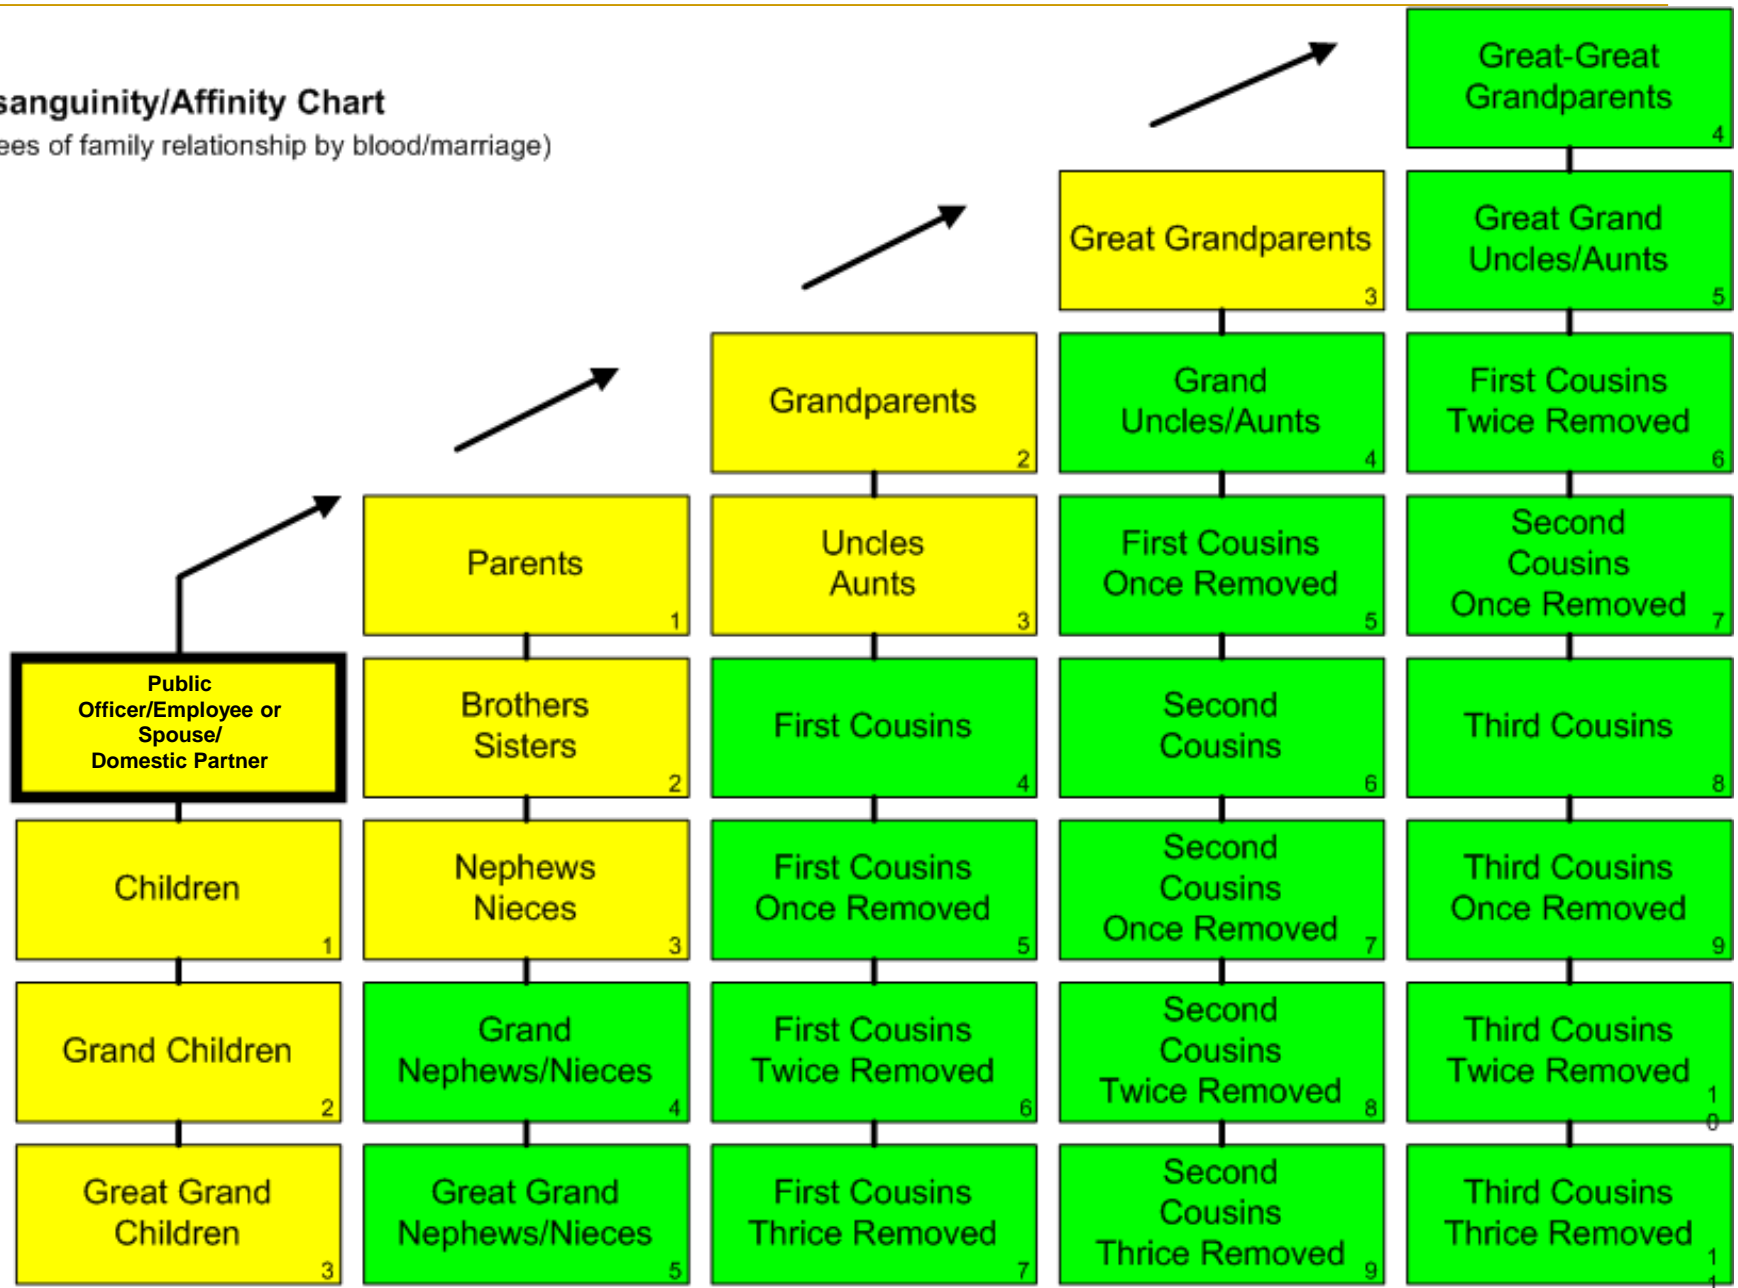 sanguinity/Affinity Chart
ees of family relationship by blood/marriage)
Great-Great
Grandparents
4
Great Grandparents
3
Great Grand
Uncles/Aunts
5
Grandparents
2
Grand
Uncles/Aunts
4
First Cousins
Twice Removed
6
Parents
1
Uncles
Aunts
3
First Cousins
Once Removed
5
Second
Cousins
Once Removed
7
Public
Officer/Employee or
Spouse/
Domestic Partner
Brothers
Sisters
2
First Cousins
4
Second
Cousins
6
Third Cousins
8
Children
1
Nephews
Nieces
3
First Cousins
Once Removed
5
Second
Cousins
Once Removed
7
Third Cousins
Once Removed
9
Grand Children
2
Grand
Nephews/Nieces
4
First Cousins
Twice Removed
6
Second
Cousins
Twice Removed
8
Third Cousins
Twice Removed
1
0
Great Grand
Children
3
Great Grand
Nephews/Nieces
5
First Cousins
Thrice Removed
7
Second
Cousins
Thrice Removed
9
Third Cousins
Thrice Removed
1
1